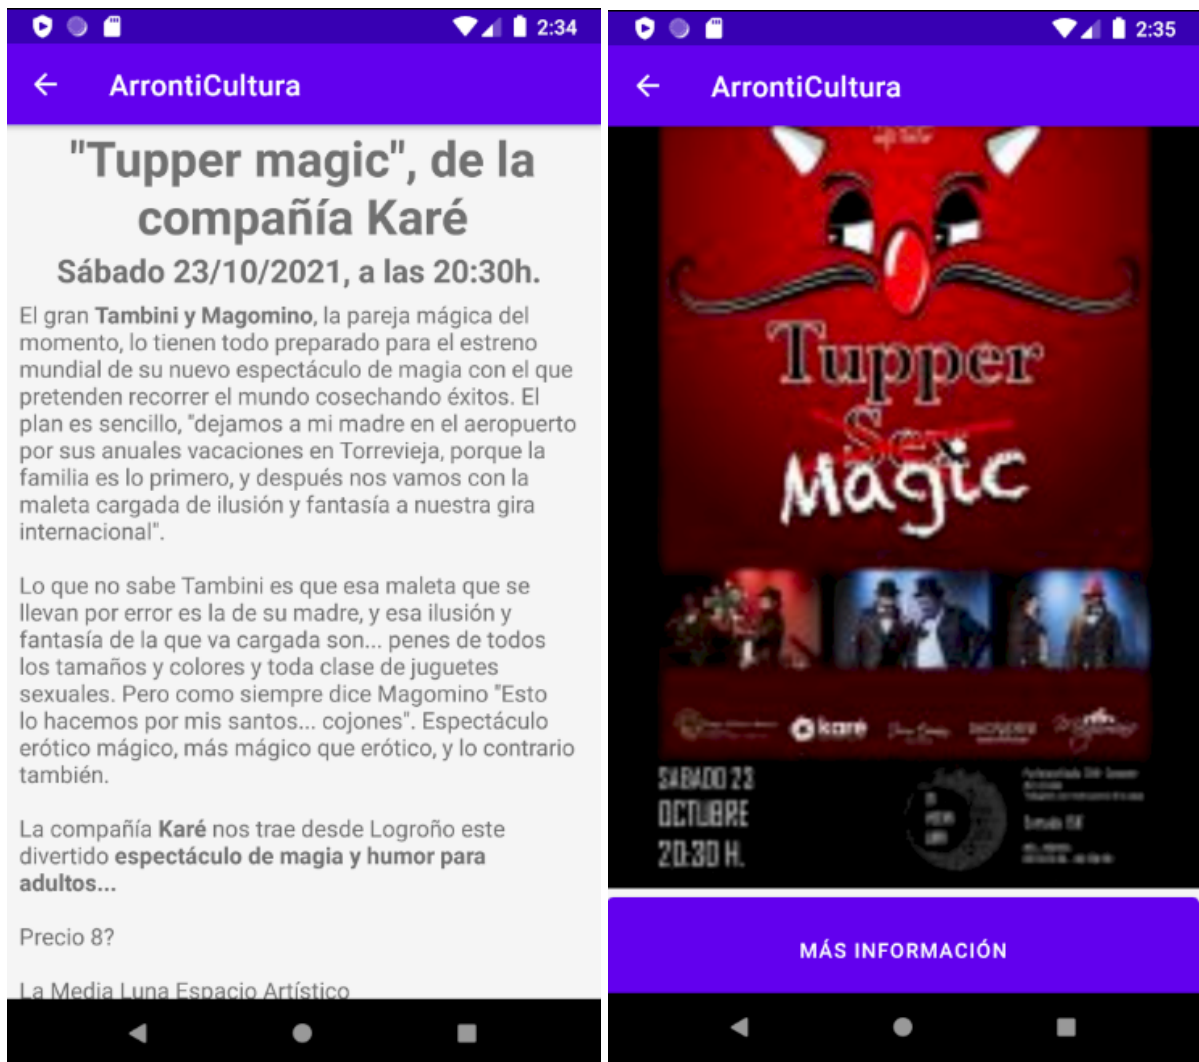 2:34
ArrontiCultura
"Tupper magic", de la
compañía Karé
Sábado 23/10/2021, a las 20:30h.
El gran Tambini y Magomino, la pareja mágica del
momento, lo tienen todo preparado para el estreno
mundial de su nuevo espectáculo de magia con el que
pretenden recorrer el mundo cosechando éxitos. El
plan es sencillo, "dejamos a mi madre en el aeropuerto
por sus anuales vacaciones en Torrevieja, porque la
familia es lo primero, y después nos vamos con la
maleta cargada de ilusión y fantasía a nuestra gira
internacional".
Lo que no sabe Tambini es que esa maleta que se
llevan por error es la de su madre, y esa ilusión y
fantasía de la que va cargada son... penes de todos
los tamaños y colores y toda clase de juguetes
sexuales. Pero como siempre dice Magomino "Esto
lo hacemos por mis santos... cojones". Espectáculo
erótico mágico, más mágico que erótico, y lo contrario
también.
La compañía Karé nos trae desde Logroño este
divertido espectáculo de magia y humor para
adultos...
Precio 8?
La Media Luna Espacio Artístico
2:35
ArrontiCultura
Tupper
Sex
Magic
karé
SABADO 23
OCTUBRE
20:30 H.
MÁS INFORMACIÓN